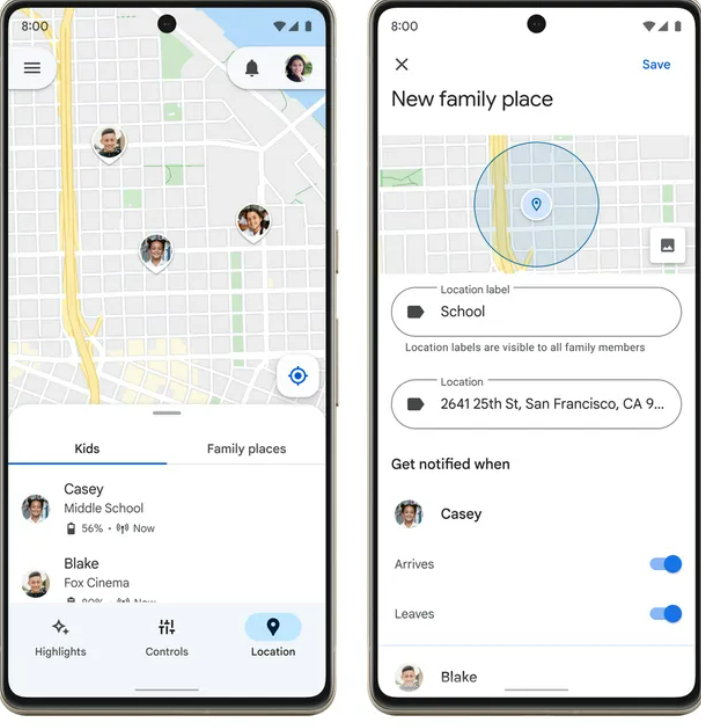 8:00
Kids
Family places
Casey
Middle School
56% • Now
Blake
Fox Cinema
Highlights
Controls
Location
8:00
Save
New family place
Location label
School
Location labels are visible to all family members
Location
2641 25th St, San Francisco, CA 9...
Get notified when
Casey
Arrives
Leaves
Blake